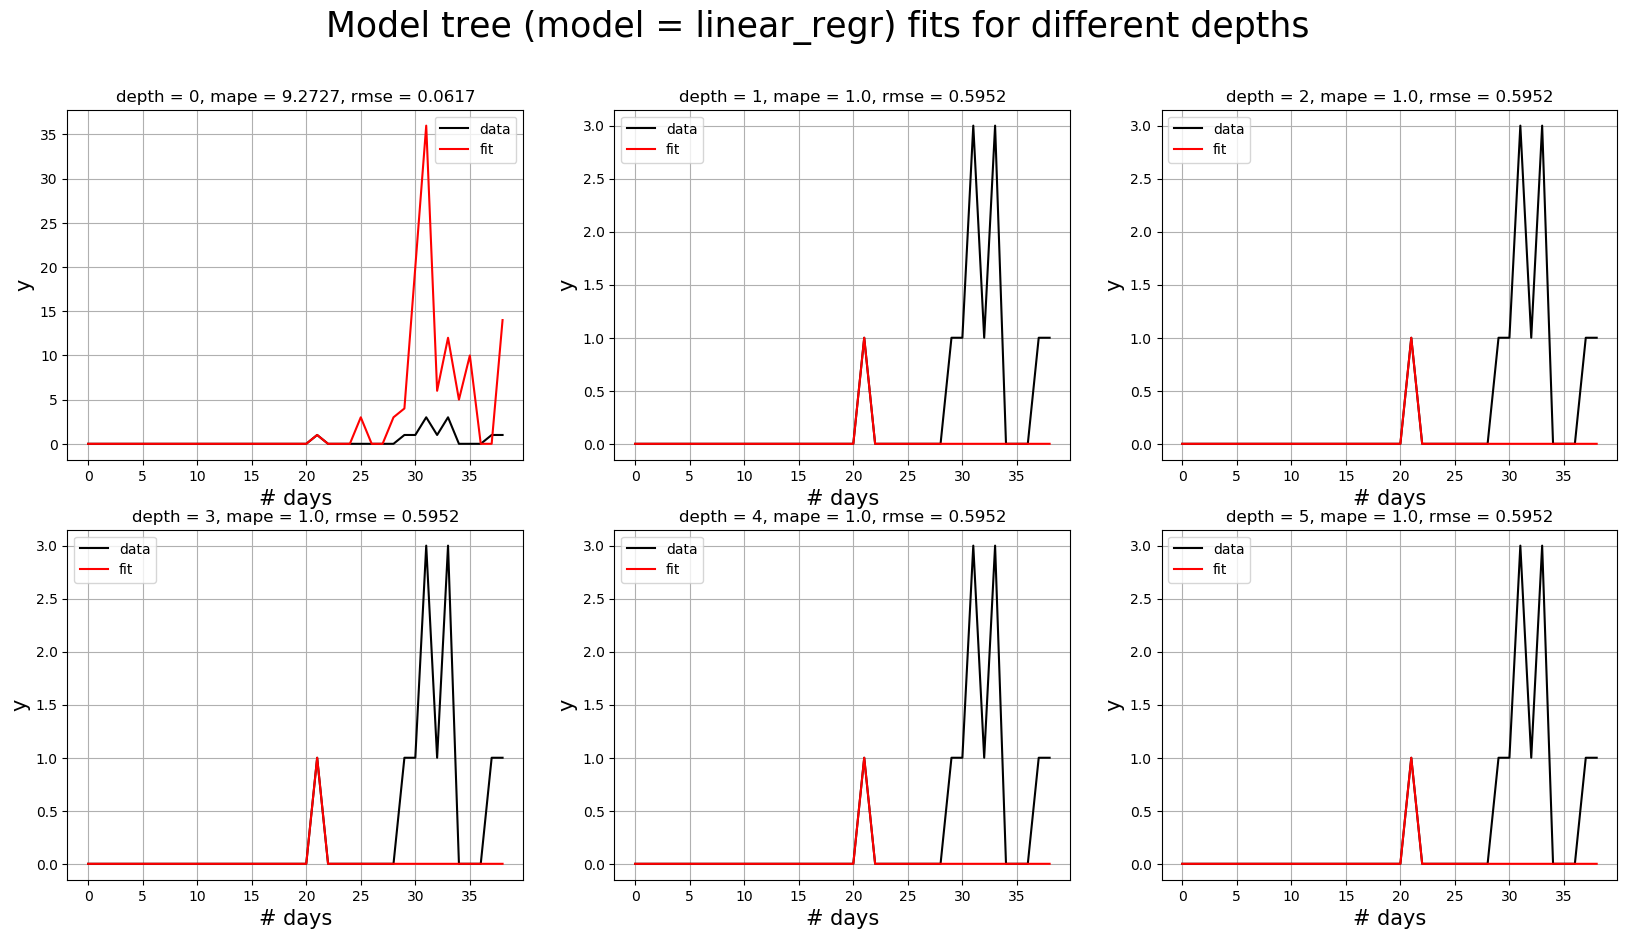 Model tree (model = linear_regr) fits for different depths
depth = 0, mape = 9.2727, rmse = 0.0617
data
fit
35
30
25
20
15
10
5
0
y
0 5 10 15 20 25 30 35
# days
depth = 1, mape = 1.0, rmse = 0.5952
data
fit
3.0
2.5
2.0
1.5
1.0
0.5
0.0
y
0 5 10 15 20 25 30 35
# days
depth = 2, mape = 1.0, rmse = 0.5952
data
fit
3.0
2.5
2.0
1.5
1.0
0.5
0.0
y
0 5 10 15 20 25 30 35
# days
depth = 3, mape = 1.0, rmse = 0.5952
data
fit
3.0
2.5
2.0
1.5
1.0
0.5
0.0
y
0 5 10 15 20 25 30 35
# days
depth = 4, mape = 1.0, rmse = 0.5952
data
fit
3.0
2.5
2.0
1.5
1.0
0.5
0.0
y
0 5 10 15 20 25 30 35
# days
depth = 5, mape = 1.0, rmse = 0.5952
data
fit
3.0
2.5
2.0
1.5
1.0
0.5
0.0
y
0 5 10 15 20 25 30 35
# days